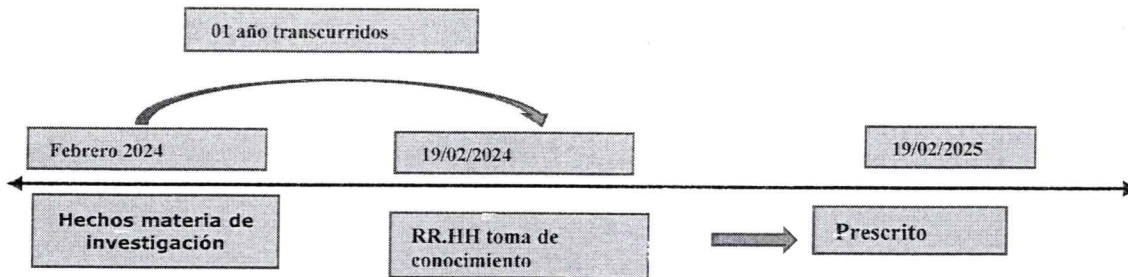 01 año transcurridos
Febrero 2024
19/02/2024
19/02/2025
Hechos materia de
investigación
RR.HH toma de
conocimiento
Prescrito